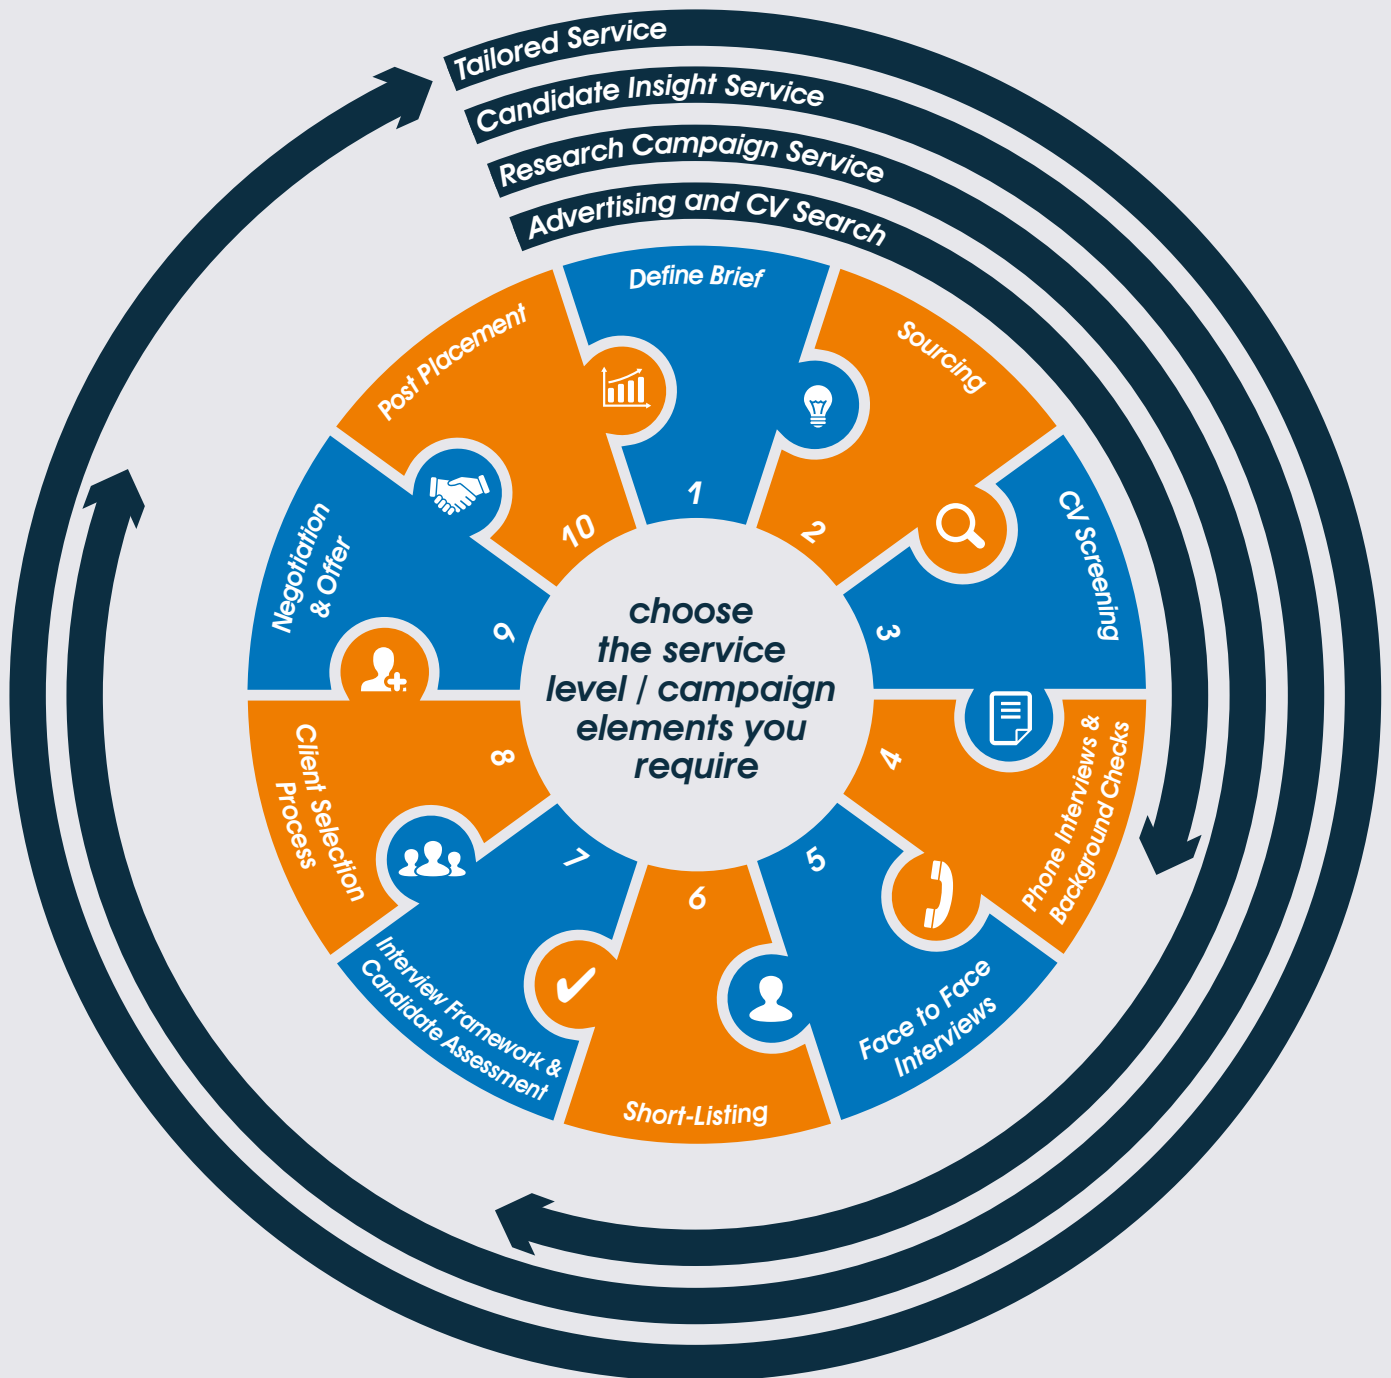 Tailored Service
Candidate Insight Service
Research Campaign Service
Advertising and CV Search
Define Brief
1
Sourcing
2
CV Screening
3
Phone Interviews &
Background Checks
4
Face to Face
Interviews
5
Short-Listing
6
Interview Framework &
Candidate Assessment
7
Client Selection
Process
8
Negotiation
& Offer
9
Post Placement
10
choose
the service
level / campaign
elements you
require